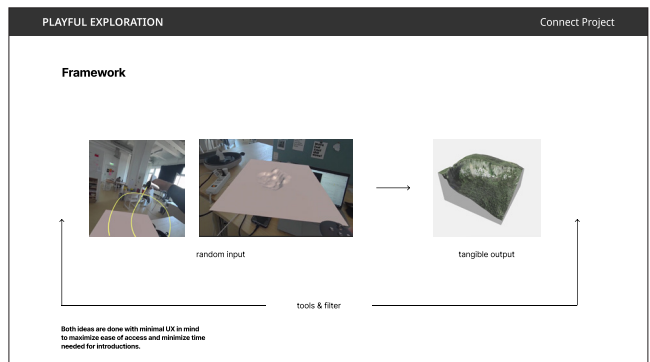 PLAYFUL EXPLORATION
Connect Project
Framework
random input
tangible output
tools & filter
Both ideas are done with minimal UX in mind
to maximize ease of access and minimize time
needed for introductions.